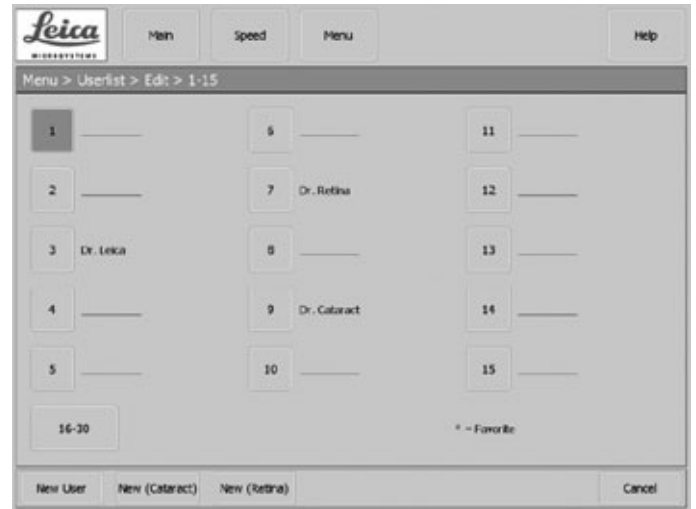 Leica
MICROSYSTEMS
Main
Speed
Menu
Help
Menu > Userlist > Edit > 1-15
1
6
11
2
7 Dr. Retina
12
3 Dr. Leica
8
13
4
9 Dr. Cataract
14
5
10
15
16-30
* = Favorite
New User
New (Cataract)
New (Retina)
Cancel